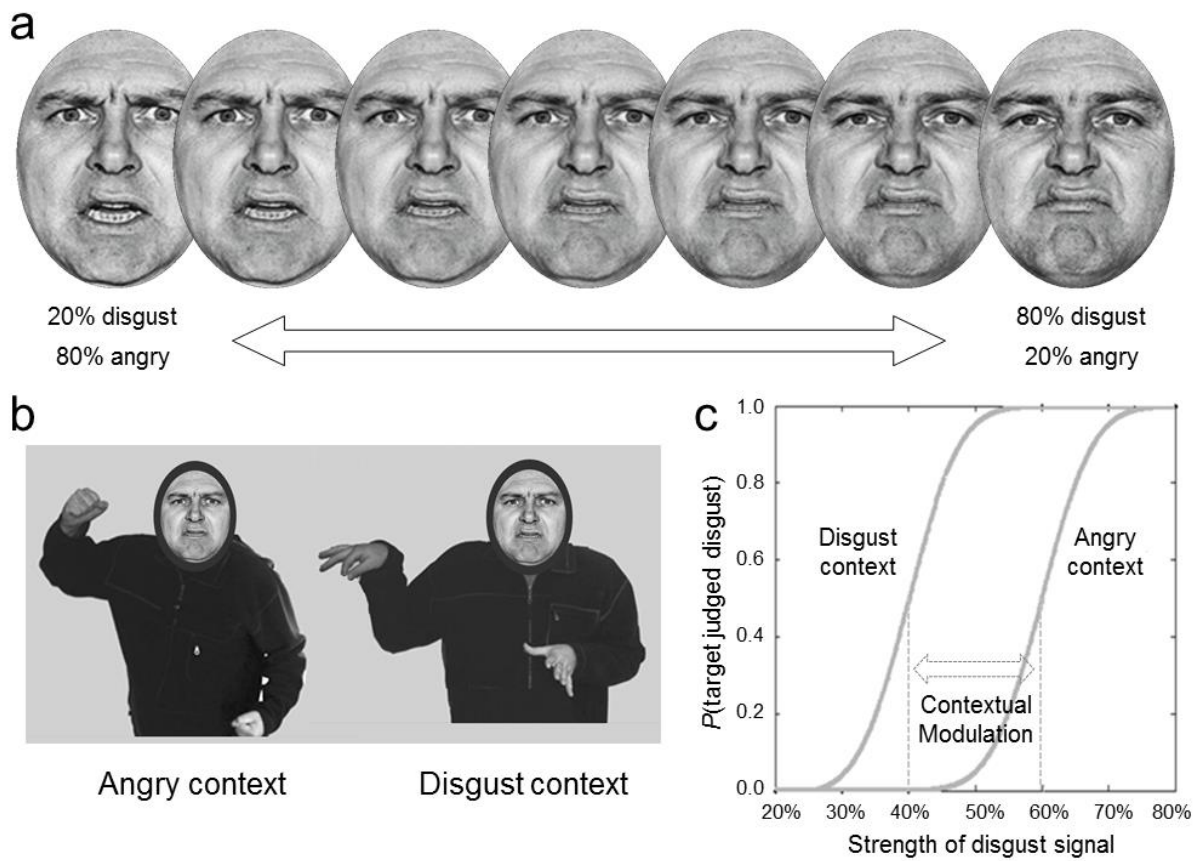 a
20% disgust
80% angry
80% disgust
20% angry
b
Angry context
Disgust context
c
P(target judged disgust)
1.0
0.8
0.6
0.4
0.2
0.0
Disgust
context
Angry
context
Contextual
Modulation
20%
30%
40%
50%
60%
70%
80%
Strength of disgust signal